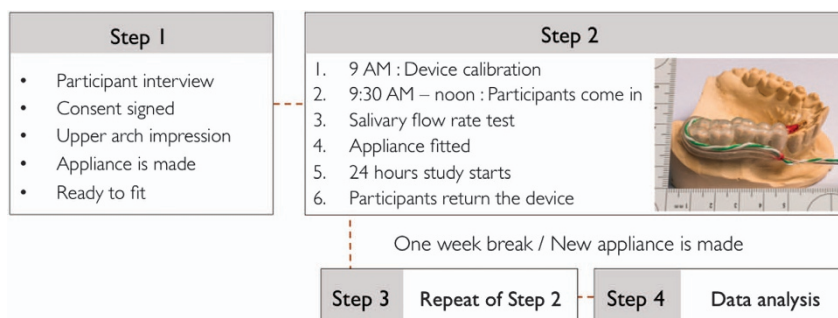 Step 1
• Participant interview
• Consent signed
• Upper arch impression
• Appliance is made
• Ready to fit
Step 2
1. 9 AM : Device calibration
2. 9:30 AM – noon : Participants come in
3. Salivary flow rate test
4. Appliance fitted
5. 24 hours study starts
6. Participants return the device
One week break / New appliance is made
Step 3 Repeat of Step 2
Step 4 Data analysis